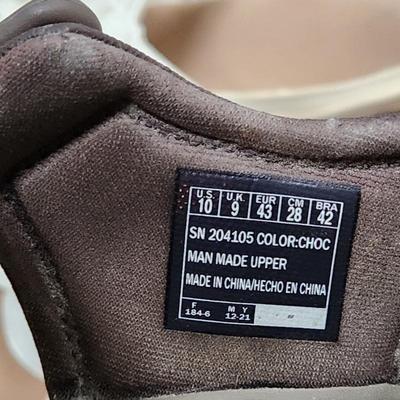 U.S. U.K. EUR CM BRA
10 9 43 28 42
SN 204105 COLOR:CHOC
MAN MADE UPPER
MADE IN CHINA/HECHO EN CHINA
F M Y
184-6 12-21